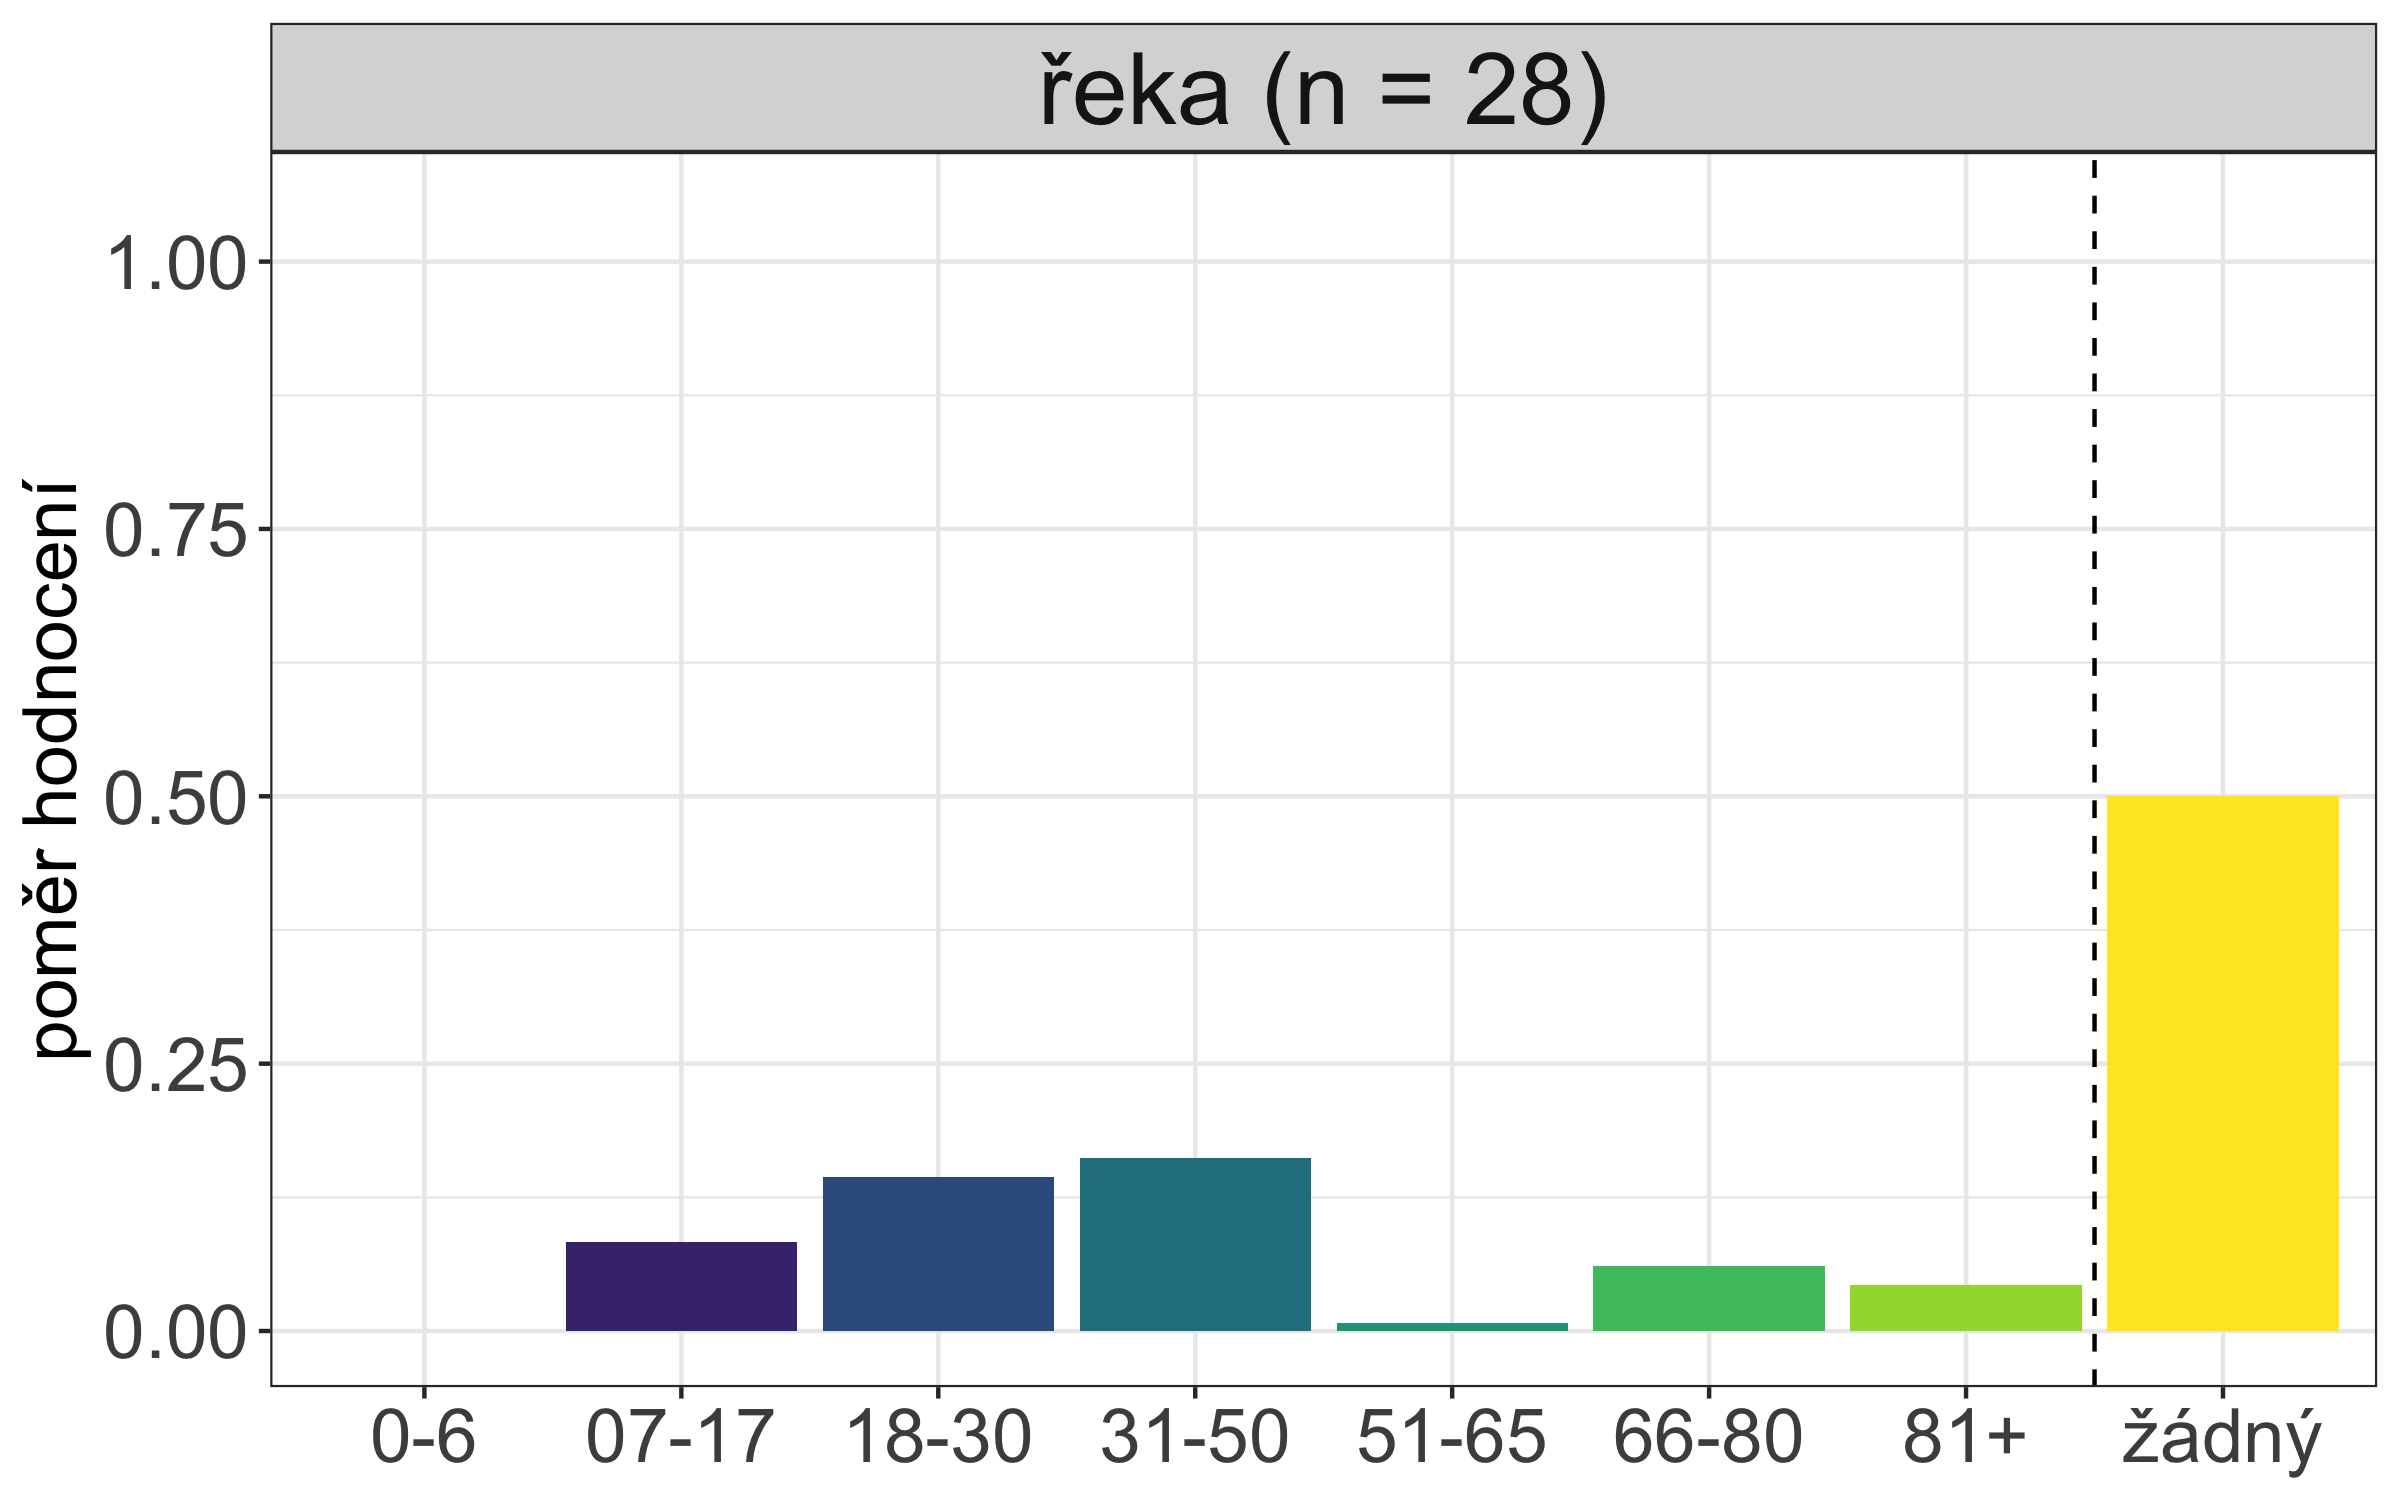 řeka (n = 28)
poměr hodnocení
1.00
0.75
0.50
0.25
0.00
0-6 07-17 18-30 31-50 51-65 66-80 81+ žádný